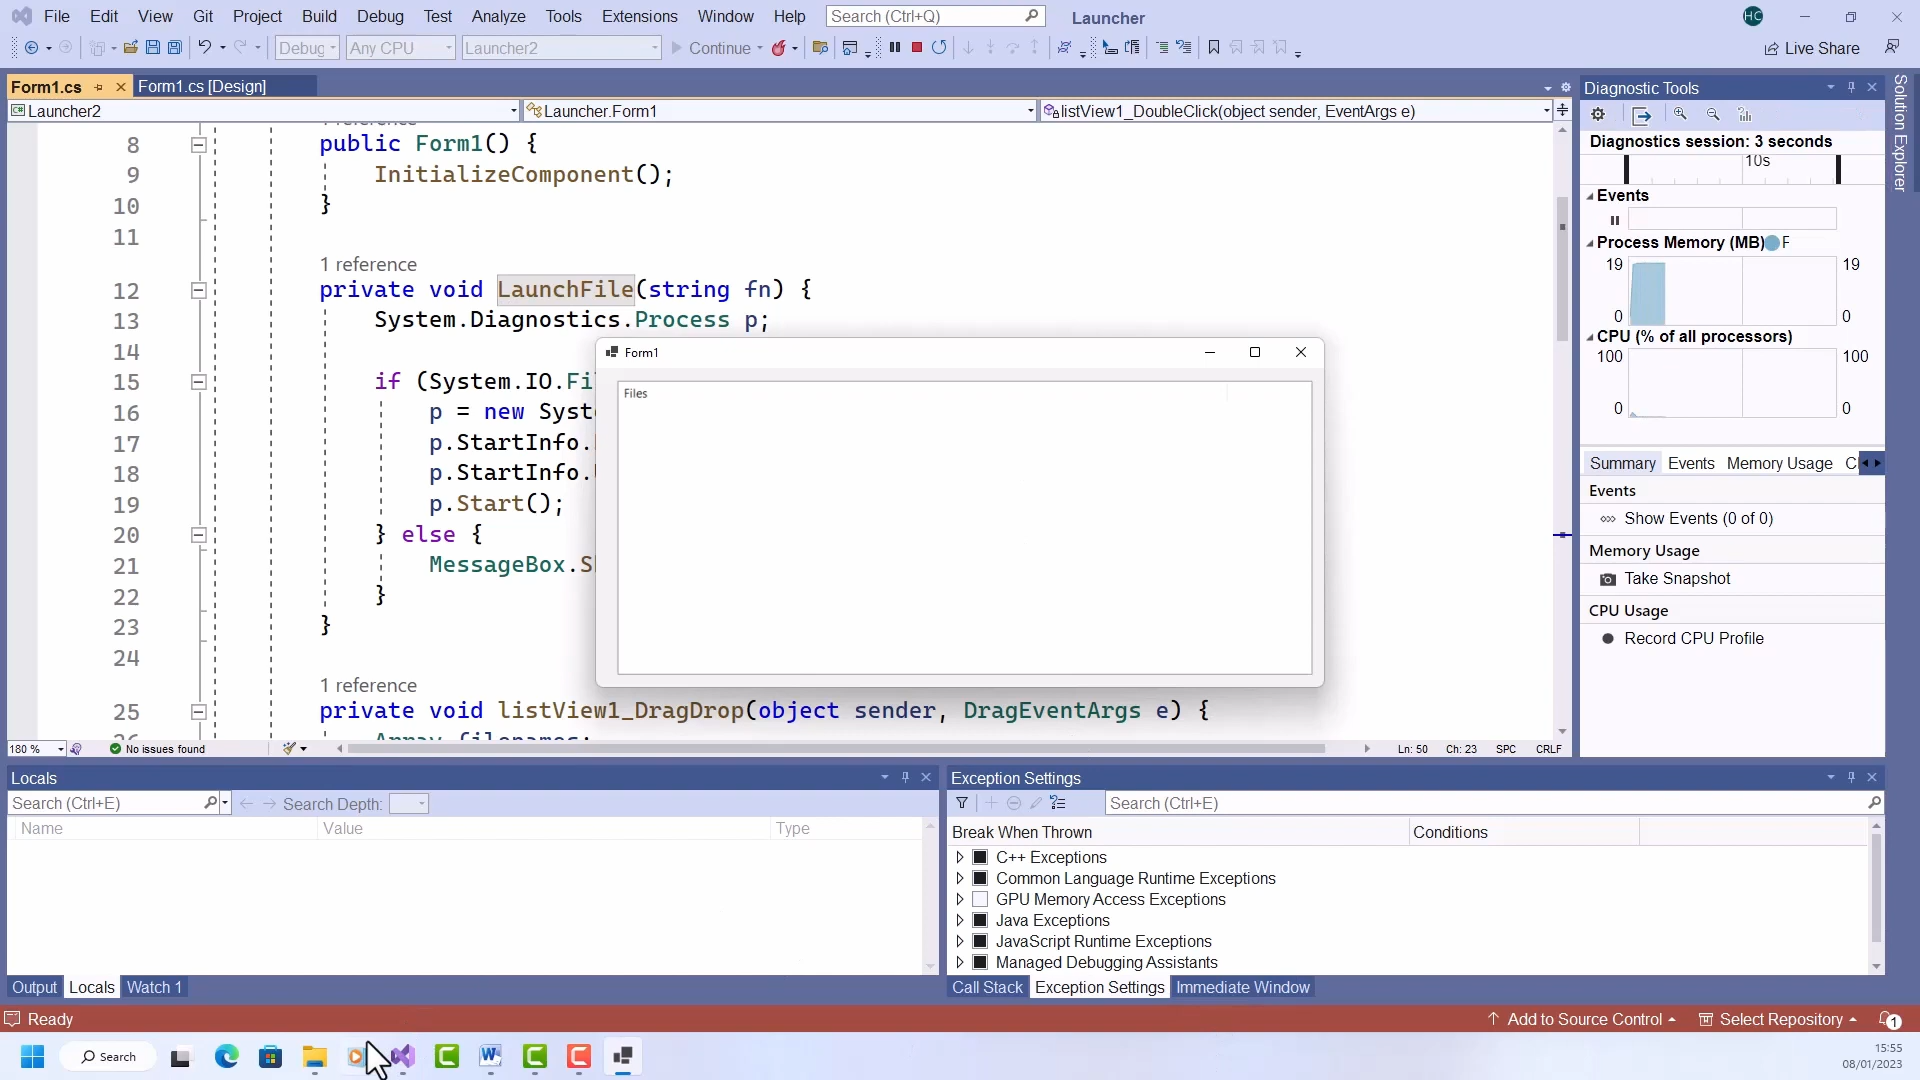 File Edit View Git Project Build Debug Test Analyze Tools Extensions Window Help Search (Ctrl+Q) Launcher HC
Debug Any CPU Launcher2 Continue Live Share
Form1.cs Form1.cs [Design]
Launcher2 Launcher.Form1 listView1_DoubleClick(object sender, EventArgs e)
8 public Form1() {
9 InitializeComponent();
10 }
11
1 reference
12 private void LaunchFile(string fn) {
13 System.Diagnostics.Process p;
14
15 if (System.IO.Fi
16 p = new Syst
17 p.StartInfo.
18 p.StartInfo.
19 p.Start();
20 } else {
21 MessageBox.S
22 }
23 }
24
1 reference
25 private void listView1_DragDrop(object sender, DragEventArgs e) {
Array filenames;
180 % No issues found Ln: 50 Ch: 23 SPC CRLF
Form1
Files
Diagnostic Tools
Diagnostics session: 3 seconds
10s
Events
Process Memory (MB) F
19 19
0 0
CPU (% of all processors)
100 100
0 0
Summary Events Memory Usage C
Events
Show Events (0 of 0)
Memory Usage
Take Snapshot
CPU Usage
Record CPU Profile
Solution Explorer
Locals
Search (Ctrl+E) Search Depth:
Name Value Type
Output Locals Watch 1
Exception Settings
Search (Ctrl+E)
Break When Thrown Conditions
C++ Exceptions
Common Language Runtime Exceptions
GPU Memory Access Exceptions
Java Exceptions
JavaScript Runtime Exceptions
Managed Debugging Assistants
Call Stack Exception Settings Immediate Window
Ready Add to Source Control Select Repository 1
Search
15:55
08/01/2023